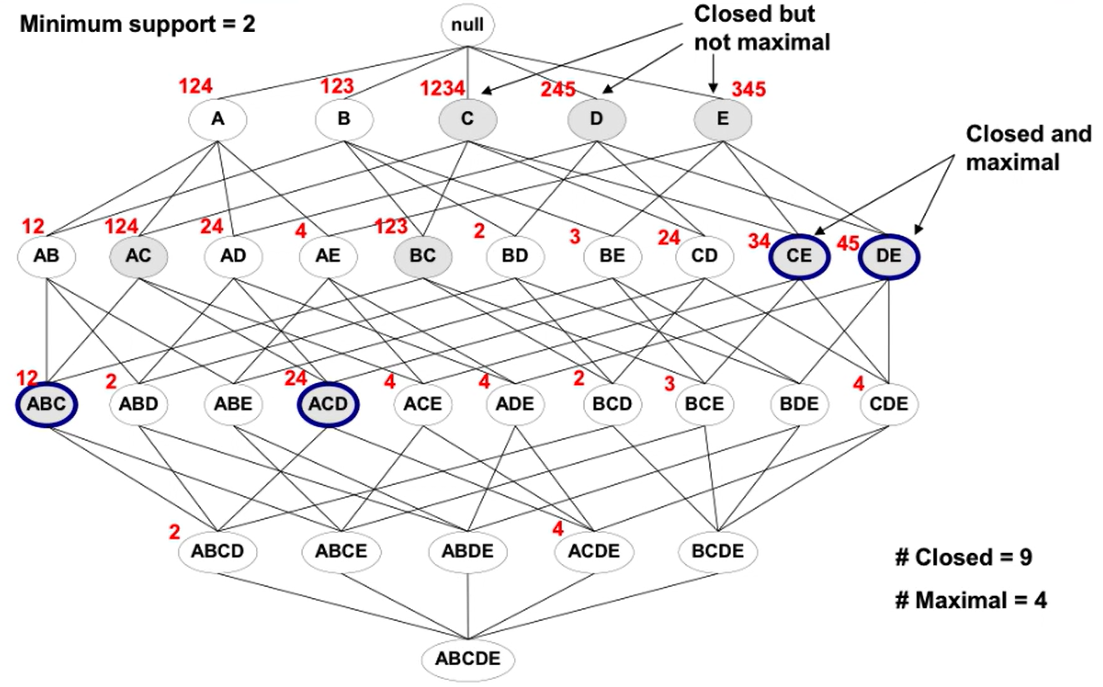 Minimum support = 2
null
Closed but
not maximal
124
123
1234
245
345
A
B
C
D
E
Closed and
maximal
12
124
24
4
123
2
3
24
34
45
AB
AC
AD
AE
BC
BD
BE
CD
CE
DE
12
2
24
4
4
2
3
4
ABC
ABD
ABE
ACD
ACE
ADE
BCD
BCE
BDE
CDE
2
4
ABCD
ABCE
ABDE
ACDE
BCDE
# Closed = 9
# Maximal = 4
ABCDE